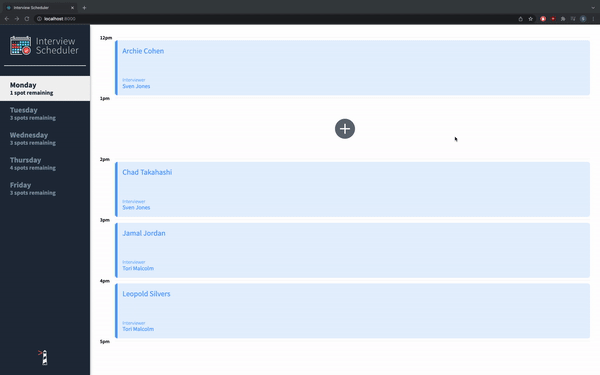 Interview Scheduler
localhost:8000
Interview
Scheduler
Monday
1 spot remaining
Tuesday
3 spots remaining
Wednesday
3 spots remaining
Thursday
4 spots remaining
Friday
3 spots remaining
12pm
Archie Cohen
Interviewer
Sven Jones
1pm
2pm
Chad Takahashi
Interviewer
Sven Jones
3pm
Jamal Jordan
Interviewer
Tori Malcolm
4pm
Leopold Silvers
Interviewer
Tori Malcolm
5pm